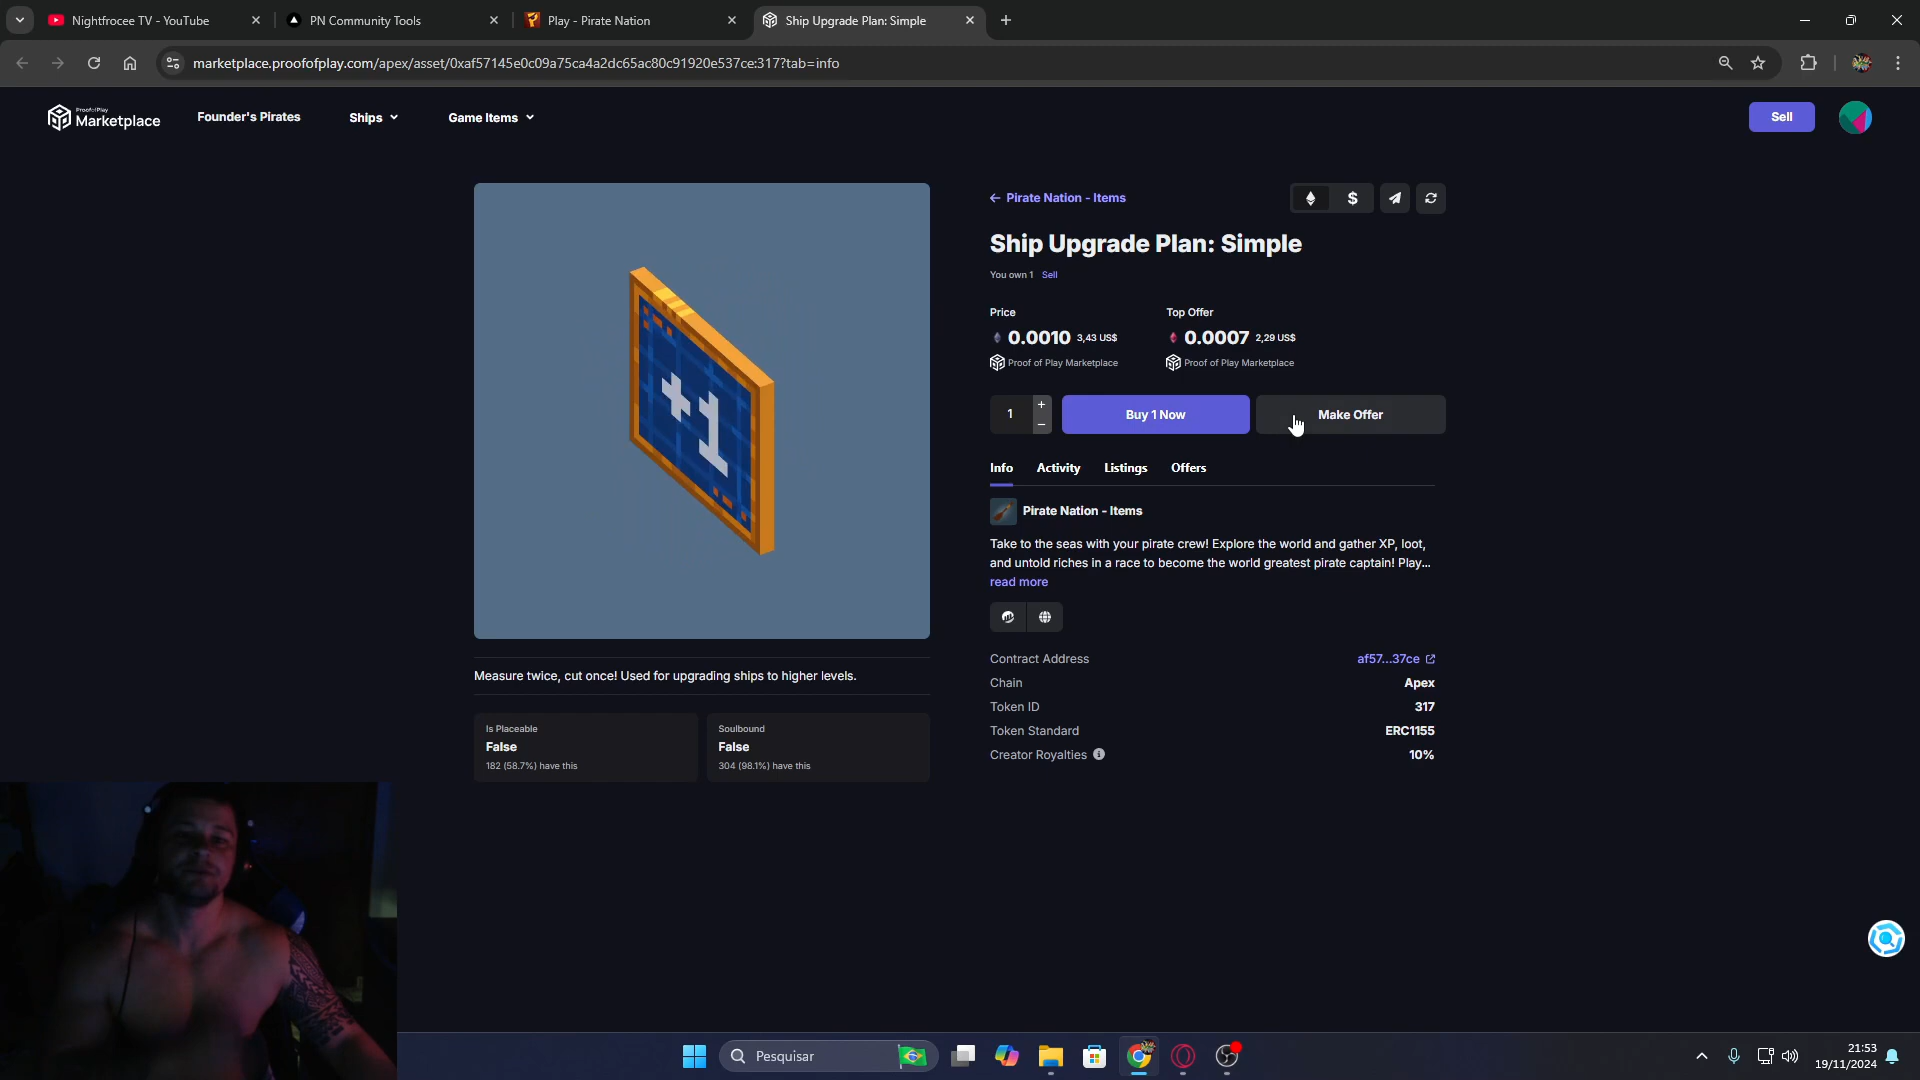 Nightfrocee TV - YouTube
PN Community Tools
Play - Pirate Nation
Ship Upgrade Plan: Simple
marketplace.proofofplay.com/apex/asset/0xaf57145e0c09a75ca4a2dc65ac80c91920e537ce:317?tab=info
Proof of Play
Marketplace
Founder's Pirates
Ships
Game Items
Sell
+1
Pirate Nation - Items
$
Ship Upgrade Plan: Simple
You own 1 Sell
Price
Top Offer
0.0010 3,43 US$
0.0007 2,29 US$
Proof of Play Marketplace
Proof of Play Marketplace
1
+
−
Buy 1 Now
Make Offer
Info
Activity
Listings
Offers
Pirate Nation - Items
Take to the seas with your pirate crew! Explore the world and gather XP, loot,
and untold riches in a race to become the world greatest pirate captain! Play...
read more
Contract Address
af57...37ce
Chain
Apex
Token ID
317
Token Standard
ERC1155
Creator Royalties
10%
Measure twice, cut once! Used for upgrading ships to higher levels.
Is Placeable
False
182 (58.7%) have this
Soulbound
False
304 (98.1%) have this
Pesquisar
21:53
19/11/2024